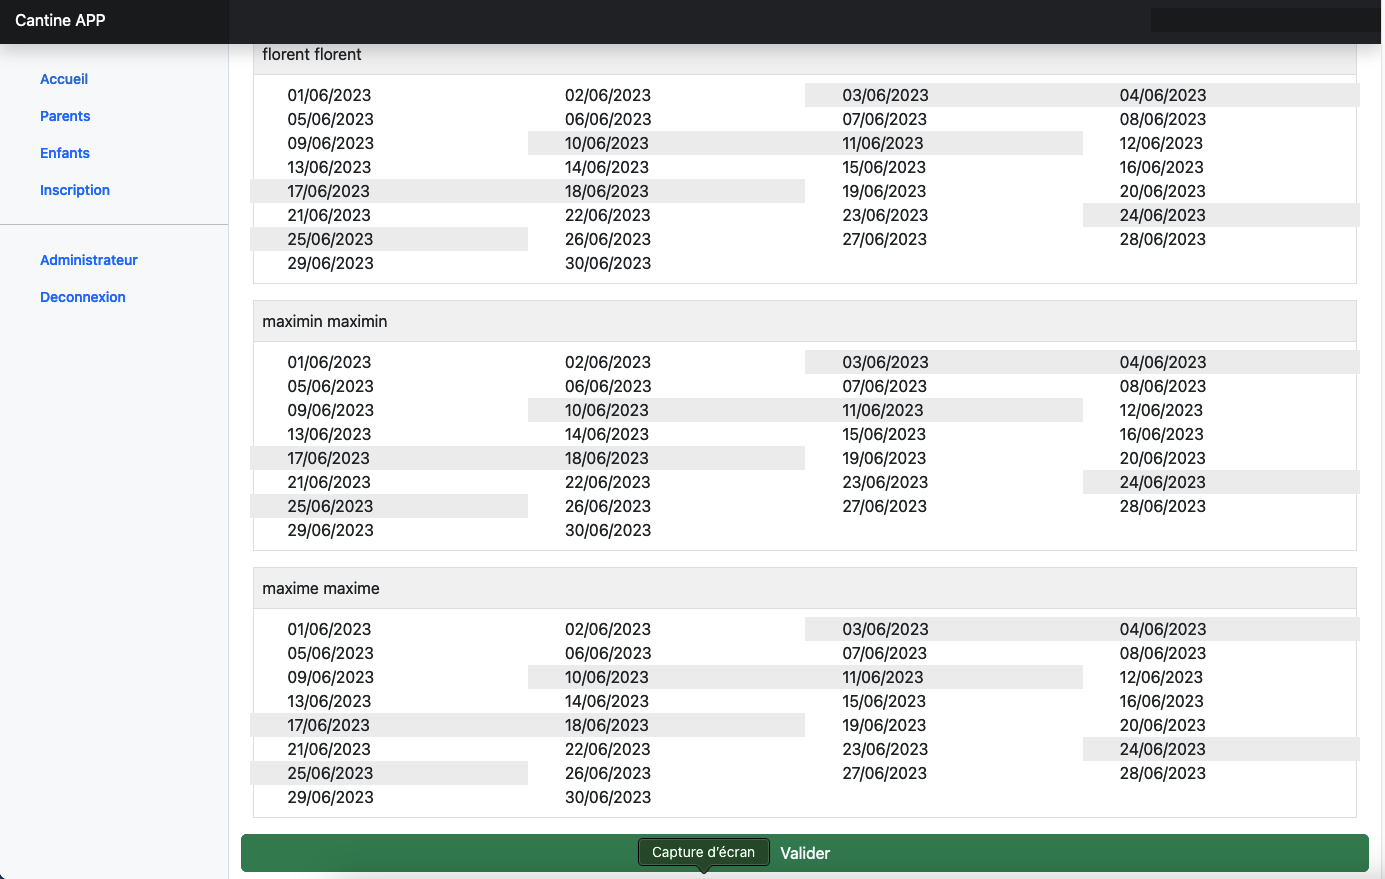 Cantine APP
Accueil
Parents
Enfants
Inscription
Administrateur
Deconnexion
florent florent
01/06/2023 02/06/2023 03/06/2023 04/06/2023
05/06/2023 06/06/2023 07/06/2023 08/06/2023
09/06/2023 10/06/2023 11/06/2023 12/06/2023
13/06/2023 14/06/2023 15/06/2023 16/06/2023
17/06/2023 18/06/2023 19/06/2023 20/06/2023
21/06/2023 22/06/2023 23/06/2023 24/06/2023
25/06/2023 26/06/2023 27/06/2023 28/06/2023
29/06/2023 30/06/2023
maximin maximin
01/06/2023 02/06/2023 03/06/2023 04/06/2023
05/06/2023 06/06/2023 07/06/2023 08/06/2023
09/06/2023 10/06/2023 11/06/2023 12/06/2023
13/06/2023 14/06/2023 15/06/2023 16/06/2023
17/06/2023 18/06/2023 19/06/2023 20/06/2023
21/06/2023 22/06/2023 23/06/2023 24/06/2023
25/06/2023 26/06/2023 27/06/2023 28/06/2023
29/06/2023 30/06/2023
maxime maxime
01/06/2023 02/06/2023 03/06/2023 04/06/2023
05/06/2023 06/06/2023 07/06/2023 08/06/2023
09/06/2023 10/06/2023 11/06/2023 12/06/2023
13/06/2023 14/06/2023 15/06/2023 16/06/2023
17/06/2023 18/06/2023 19/06/2023 20/06/2023
21/06/2023 22/06/2023 23/06/2023 24/06/2023
25/06/2023 26/06/2023 27/06/2023 28/06/2023
29/06/2023 30/06/2023
Capture d'écran Valider